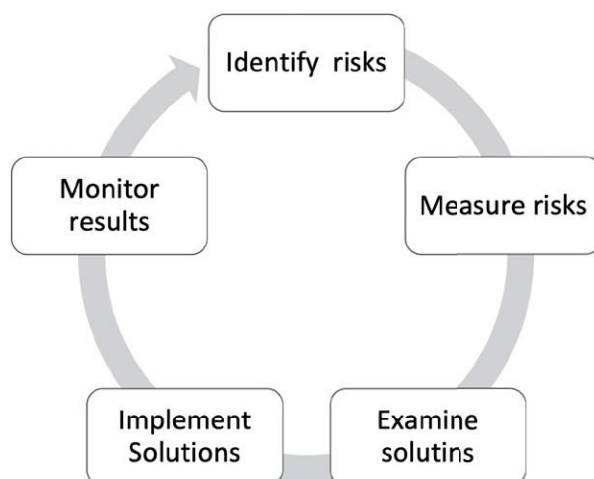 Identify risks
Measure risks
Examine
solutins
Implement
Solutions
Monitor
results